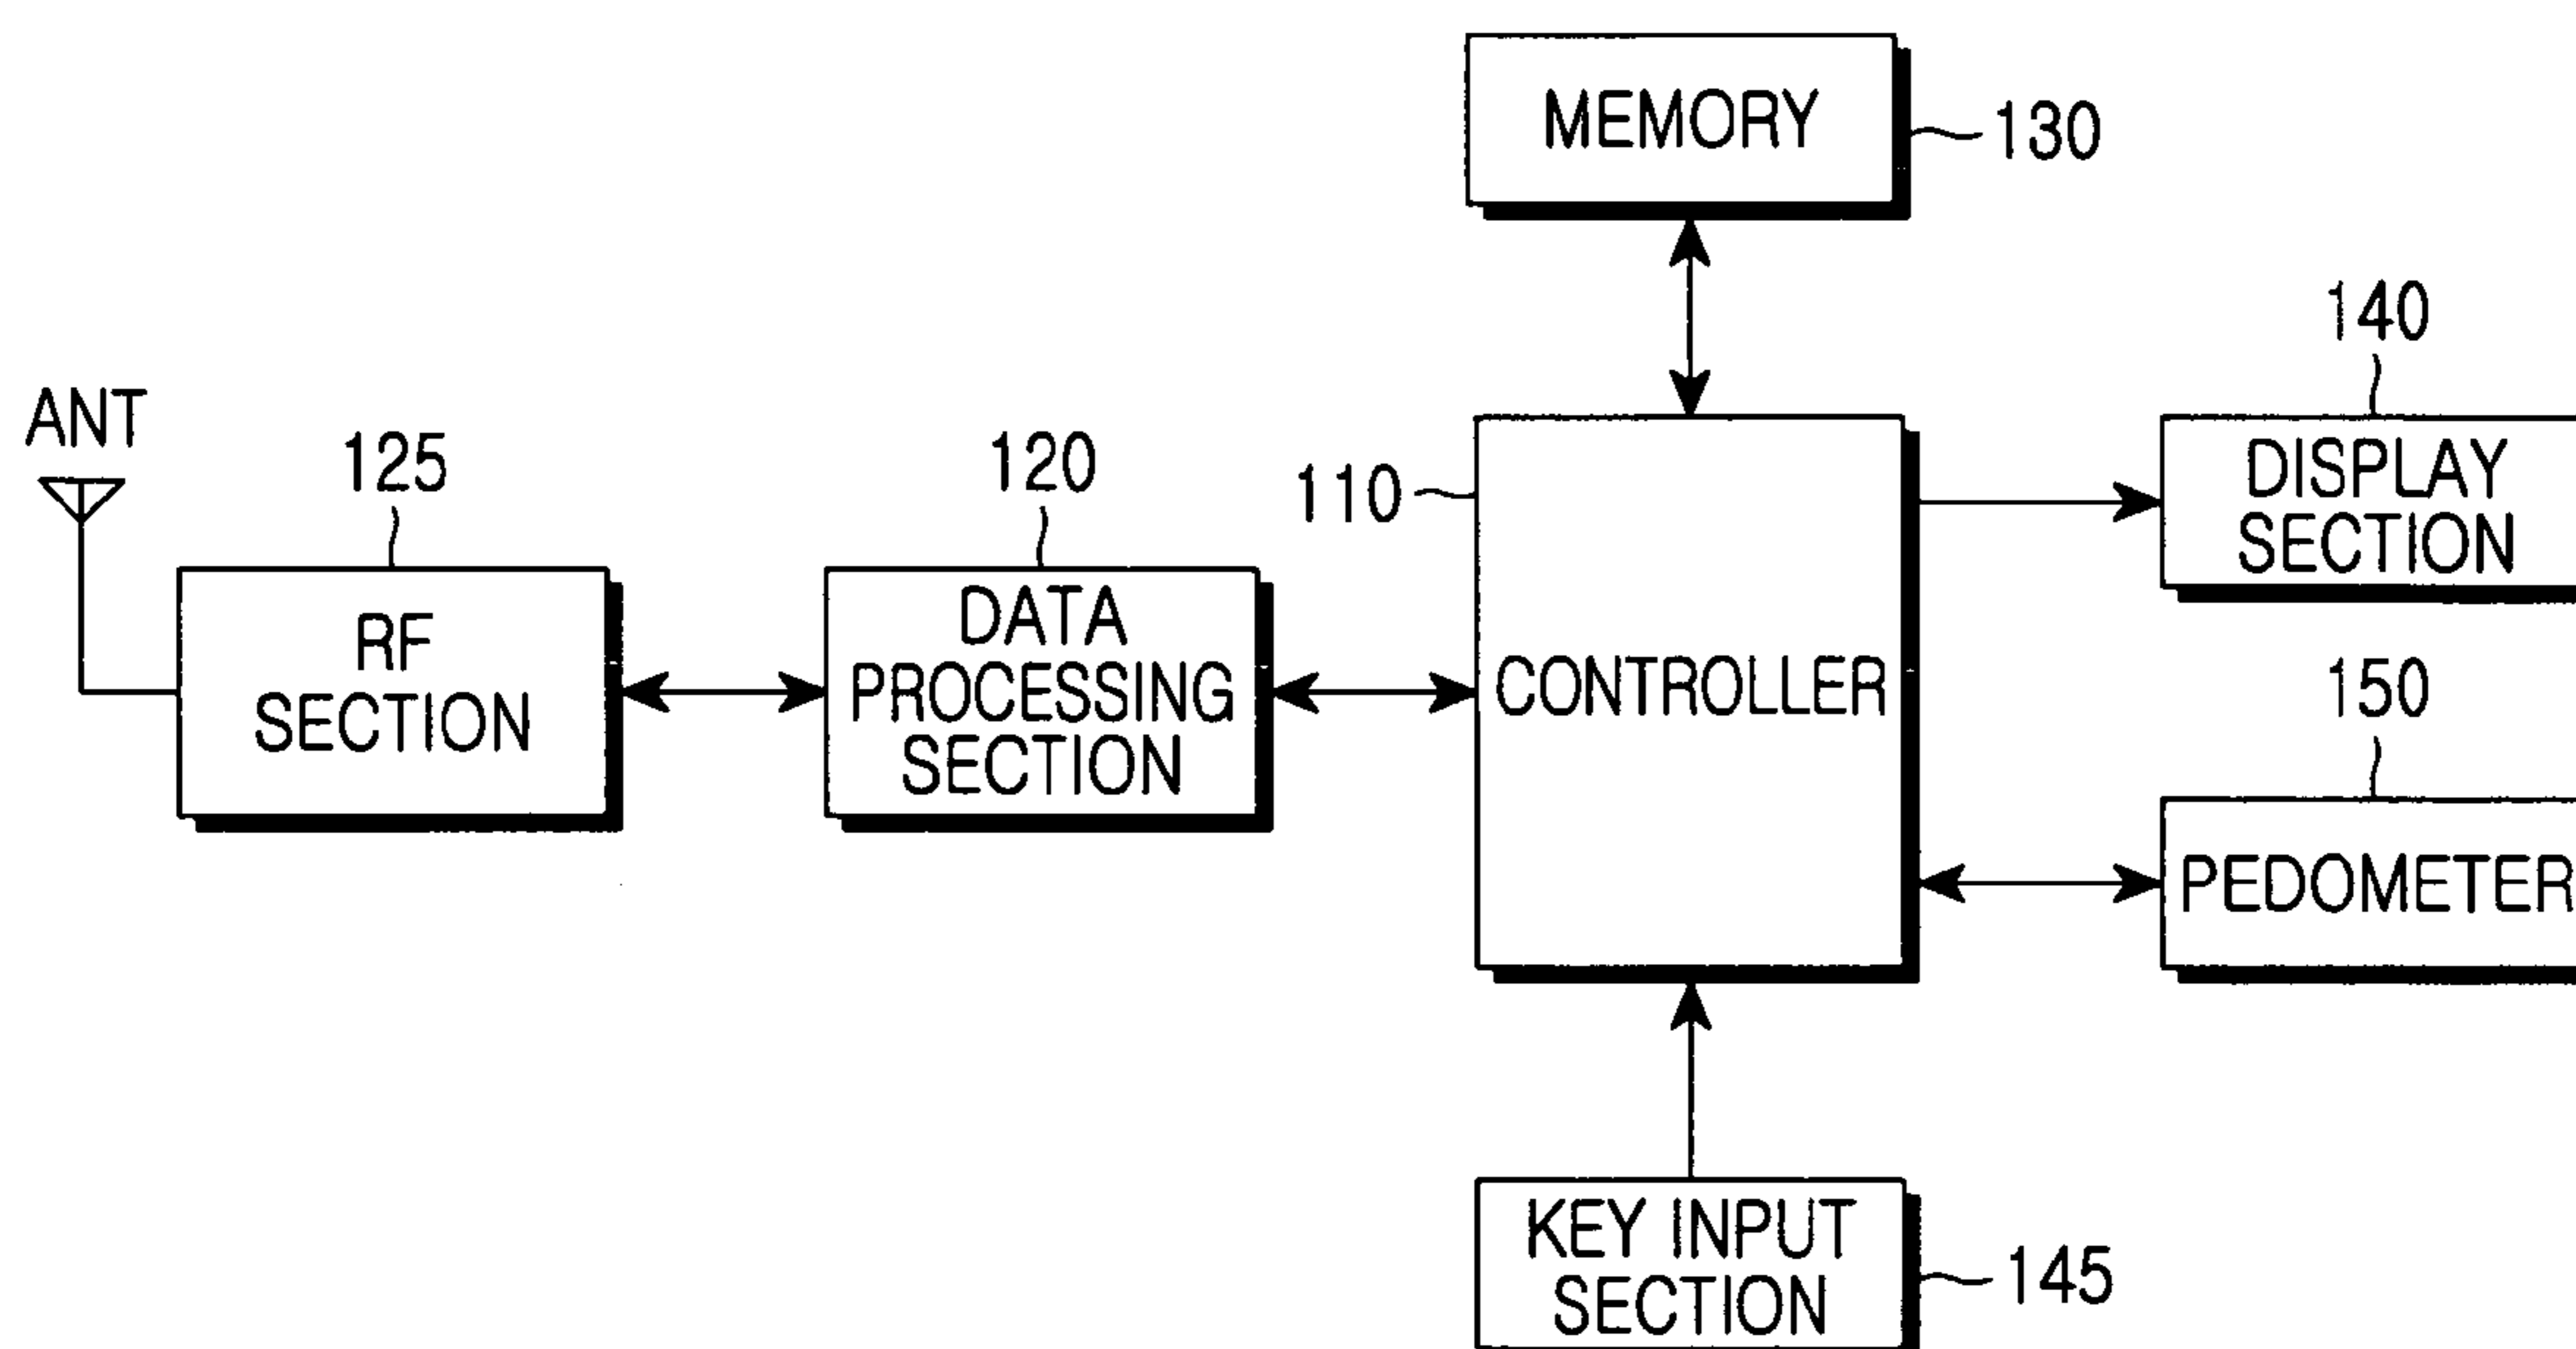 MEMORY
130
140
ANT
125
120
110
DISPLAY
SECTION
RF
SECTION
DATA
PROCESSING
SECTION
CONTROLLER
150
PEDOMETER
KEY INPUT
SECTION
145